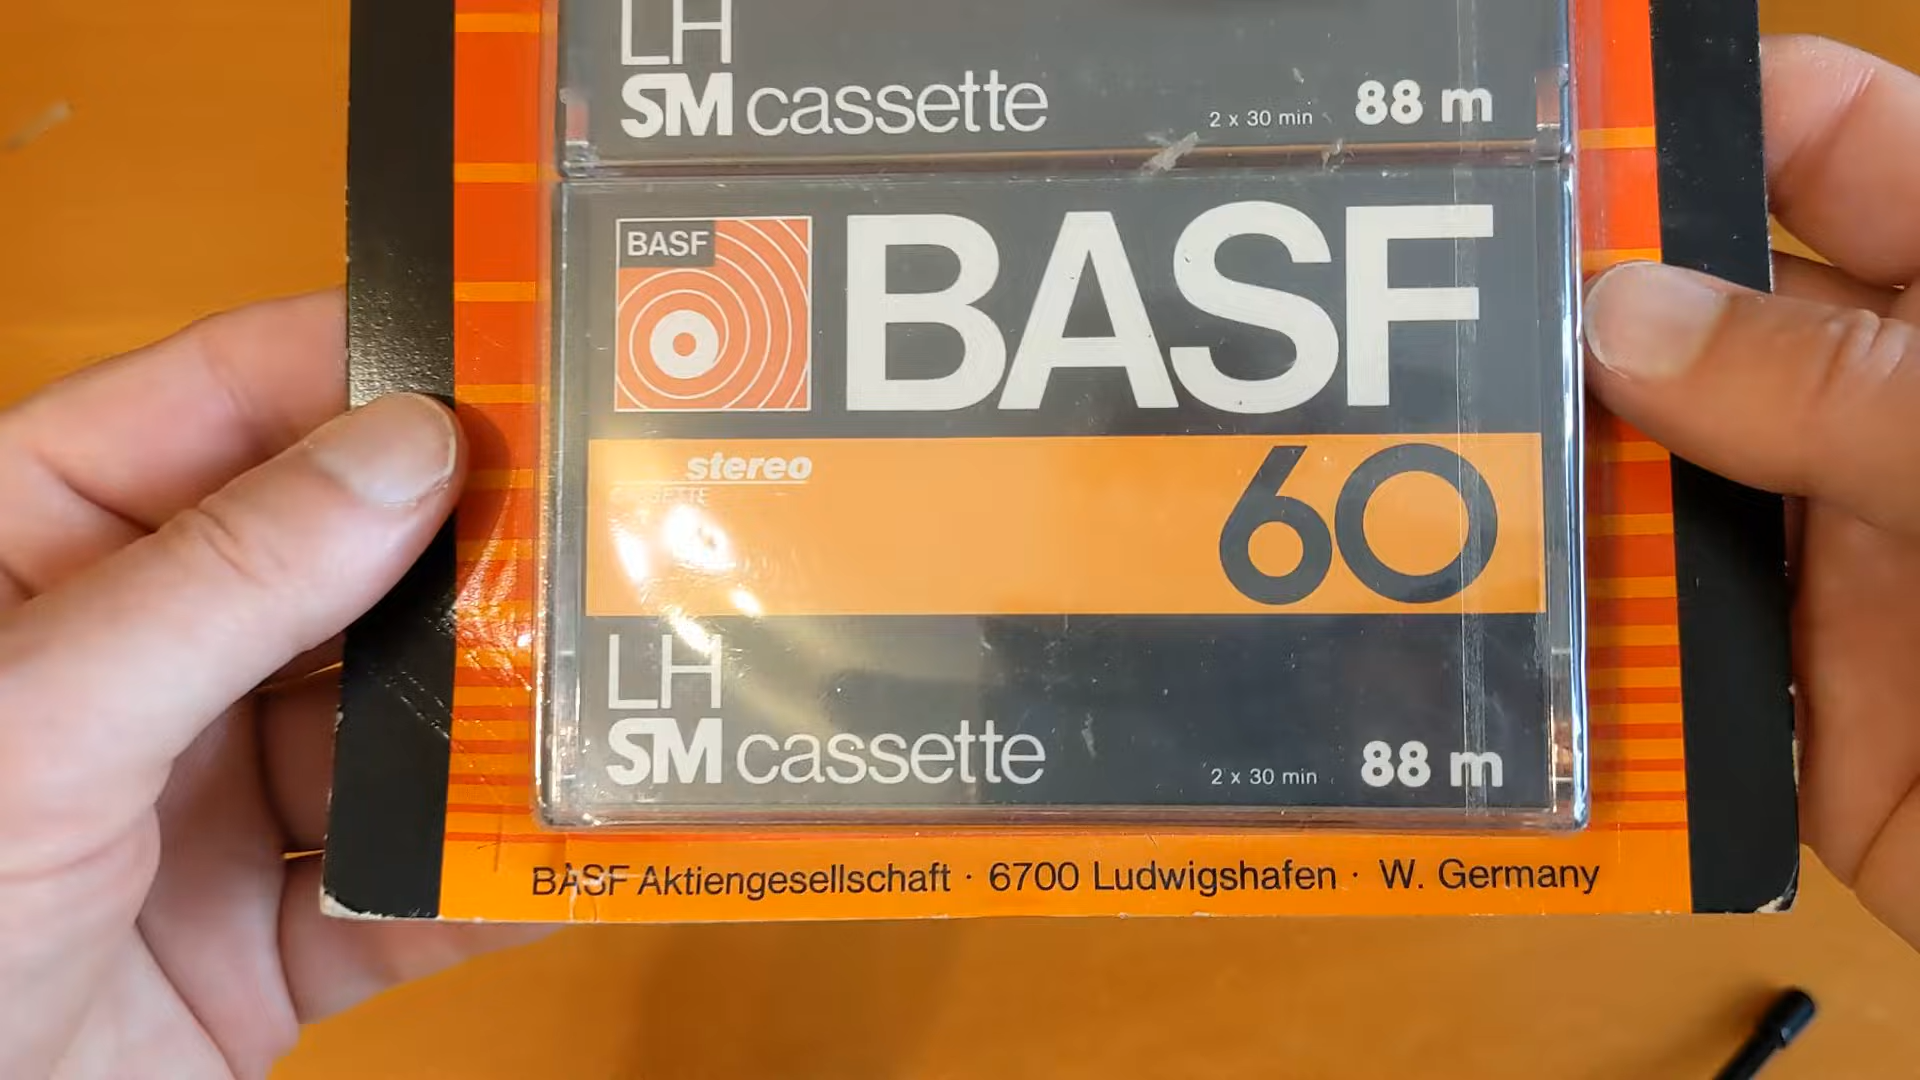 LH
SM cassette 2 x 30 min 88 m
BASF BASF
stereo
60
LH
SM cassette 2 x 30 min 88 m
BASF Aktiengesellschaft · 6700 Ludwigshafen · W. Germany